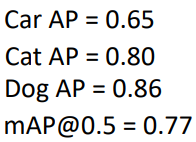 Car AP = 0.65
Cat AP = 0.80
Dog AP = 0.86
mAP@0.5 = 0.77